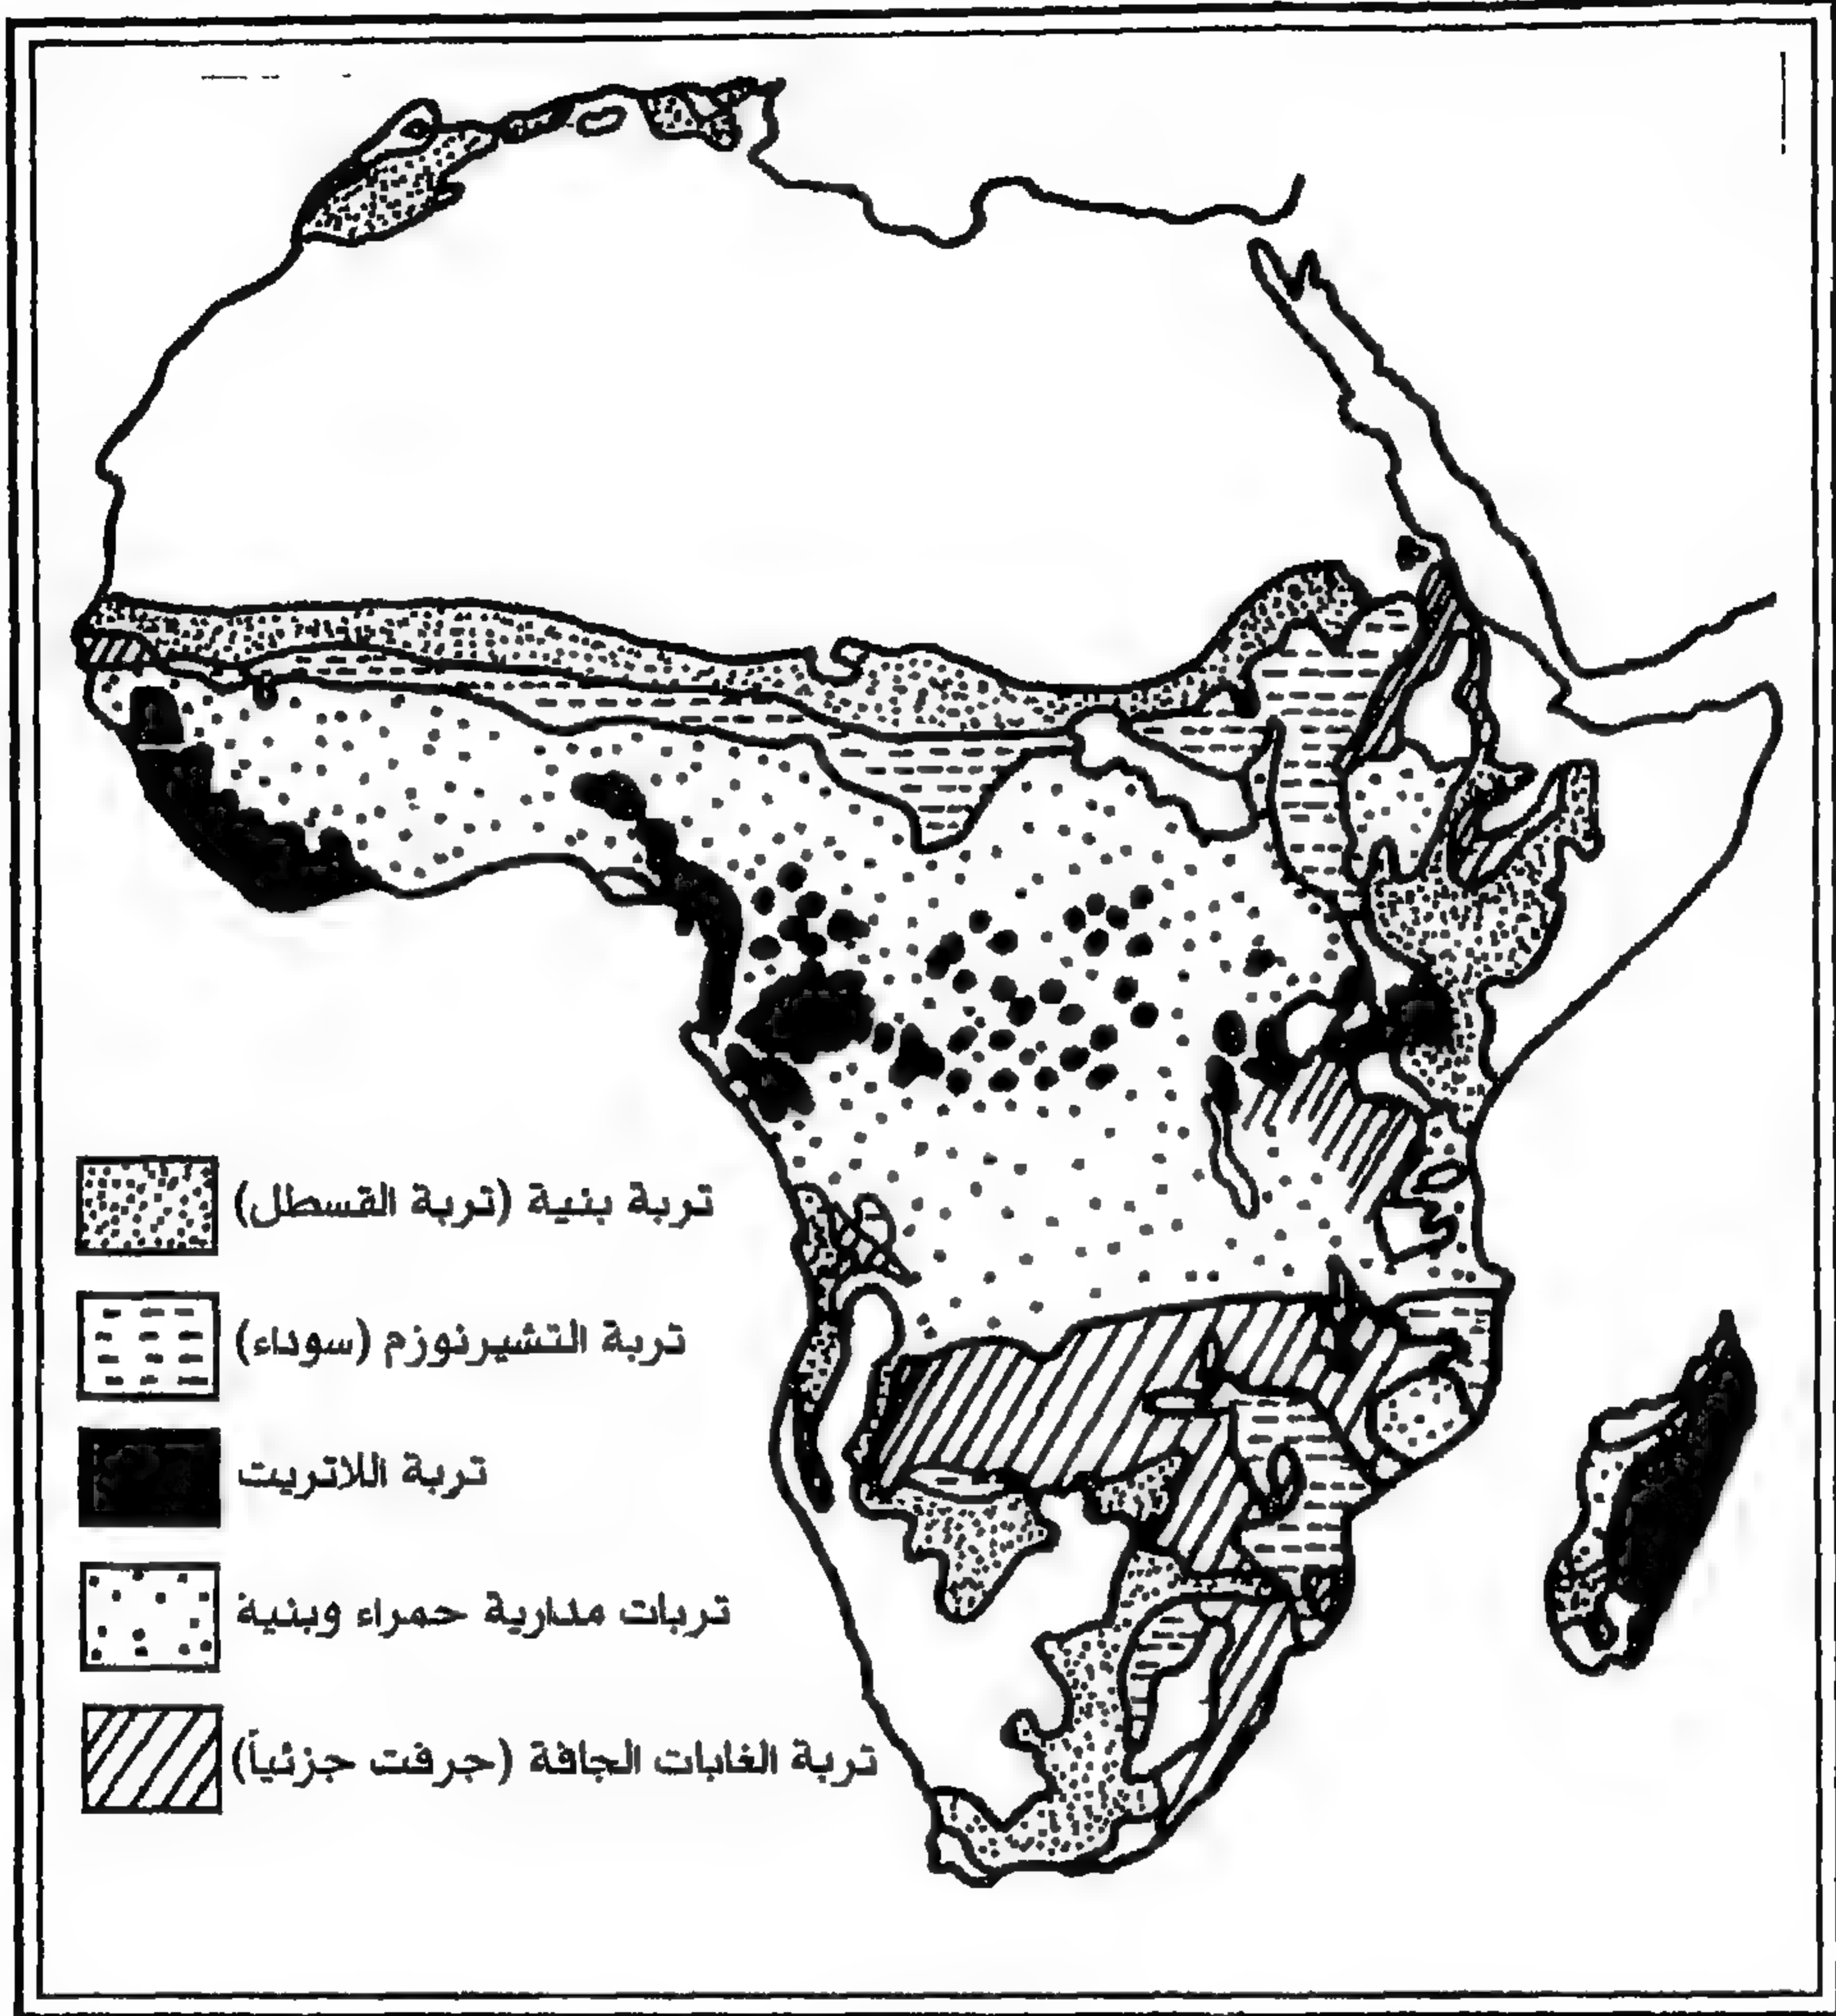 تربة بنية (تربة القسطل)
تربة التشيرنوزم (سوداء)
تربة اللاتريت
تربات مدارية حمراء وبنية
تربة الغابات الجافة (جرفت جزئياً)